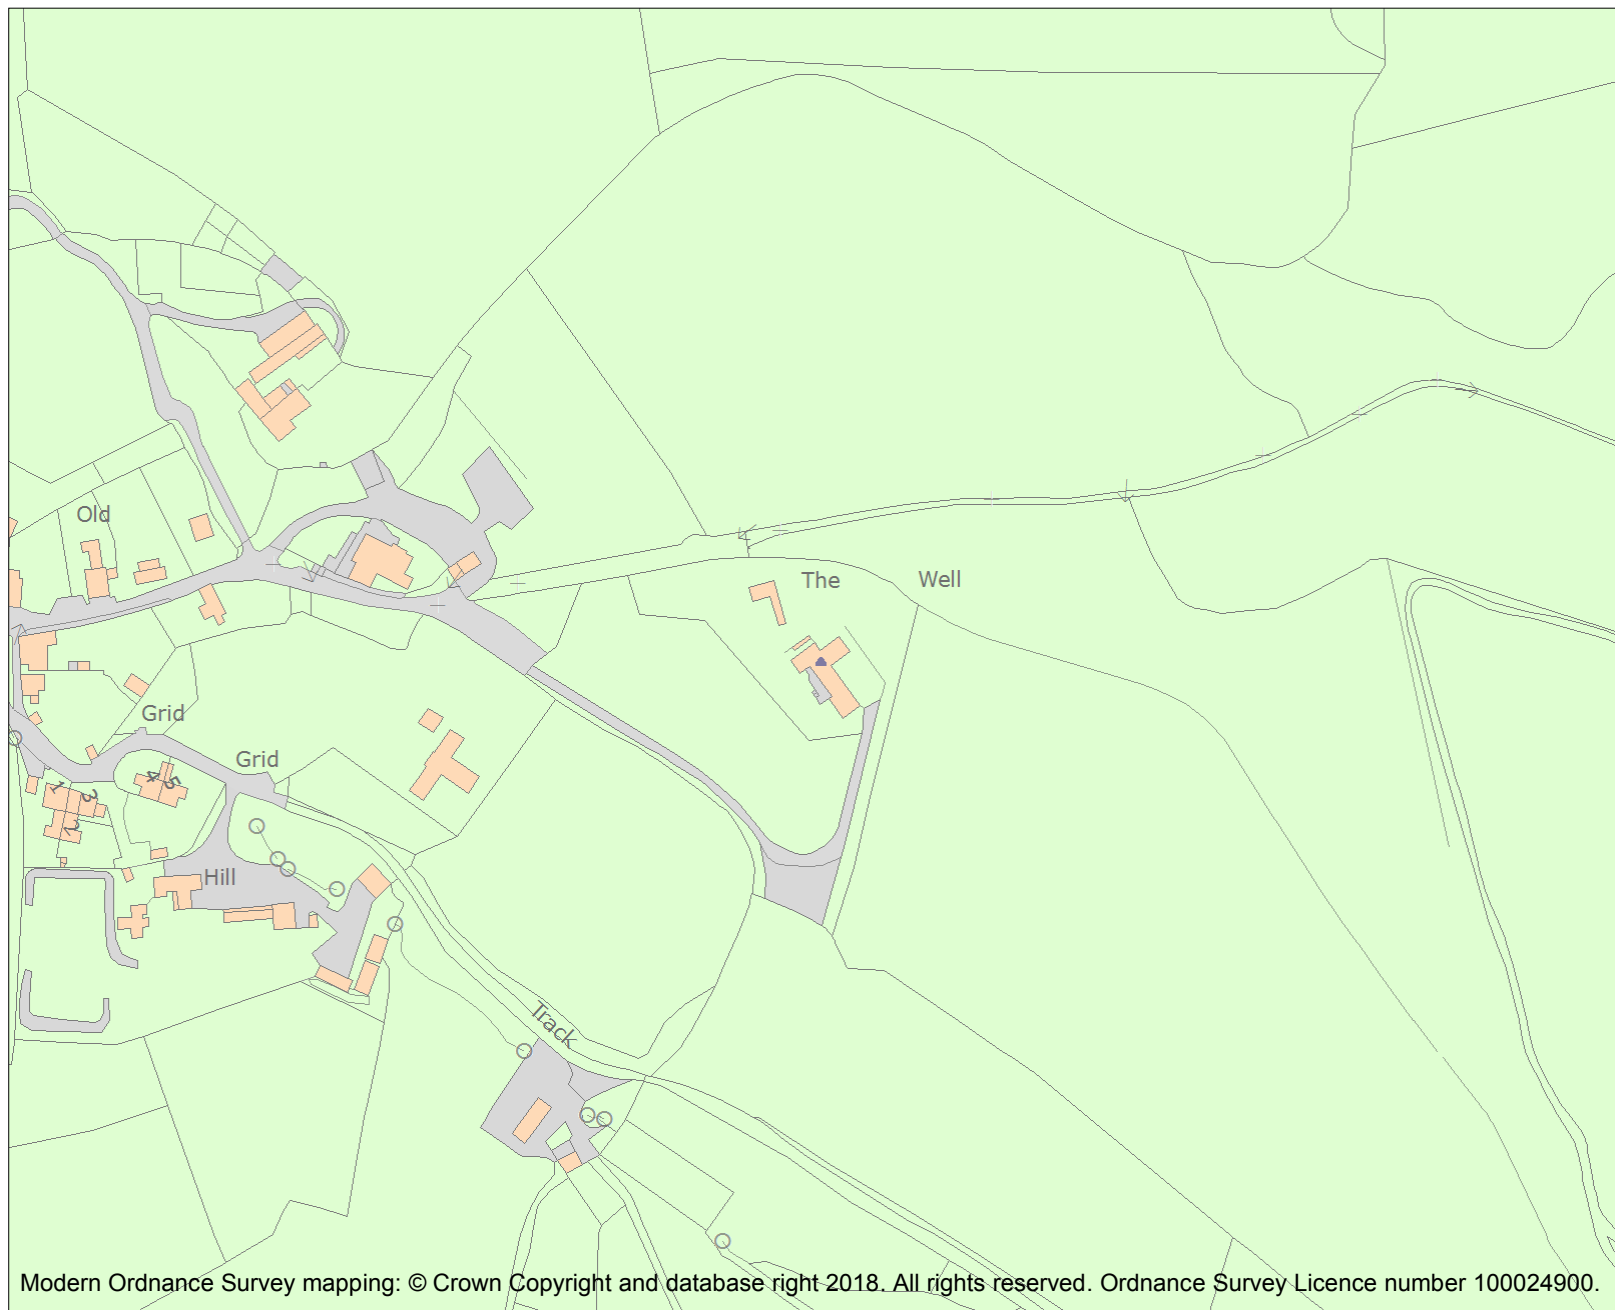 Old
The Well
Grid
Grid
4 5
1 3
2
Hill
Track
Modern Ordnance Survey mapping: © Crown Copyright and database right 2018. All rights reserved. Ordnance Survey Licence number 100024900.